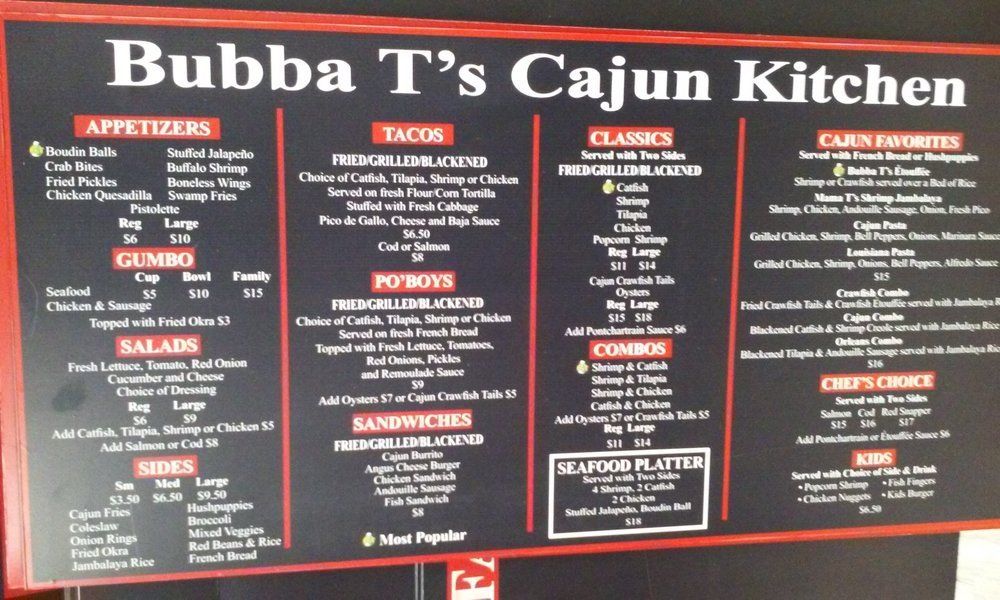 Bubba T's Cajun Kitchen
APPETIZERS
Boudin Balls Stuffed Jalapeño
Crab Bites Buffalo Shrimp
Fried Pickles Boneless Wings
Chicken Quesadilla Swamp Fries
Pistolette
Reg Large
$6 $10
GUMBO
Cup Bowl Family
Seafood $5 $10 $15
Chicken & Sausage
Topped with Fried Okra $3
SALADS
Fresh Lettuce, Tomato, Red Onion
Cucumber and Cheese
Choice of Dressing
Reg Large
$6 $9
Add Catfish, Tilapia, Shrimp or Chicken $5
Add Salmon or Cod $8
SIDES
Sm Med Large
$3.50 $6.50 $9.50
Cajun Fries Hushpuppies
Coleslaw Broccoli
Onion Rings Mixed Veggies
Fried Okra Red Beans & Rice
Jambalaya Rice French Bread
TACOS
FRIED/GRILLED/BLACKENED
Choice of Catfish, Tilapia, Shrimp or Chicken
Served on fresh Flour/Corn Tortilla
Stuffed with Fresh Cabbage
Pico de Gallo, Cheese and Baja Sauce
$6.50
Cod or Salmon
$8
PO'BOYS
FRIED/GRILLED/BLACKENED
Choice of Catfish, Tilapia, Shrimp or Chicken
Served on fresh French Bread
Topped with Fresh Lettuce, Tomatoes,
Red Onions, Pickles
and Remoulade Sauce
$9
Add Oysters $7 or Cajun Crawfish Tails $5
SANDWICHES
FRIED/GRILLED/BLACKENED
Cajun Burrito
Angus Cheese Burger
Chicken Sandwich
Andouille Sausage
Fish Sandwich
$8
Most Popular
CLASSICS
Served with Two Sides
FRIED/GRILLED/BLACKENED
Catfish
Shrimp
Tilapia
Chicken
Popcorn Shrimp
Reg Large
$11 $14
Cajun Crawfish Tails
Oysters
Reg Large
$15 $18
Add Pontchartrain Sauce $6
COMBOS
Shrimp & Catfish
Shrimp & Tilapia
Shrimp & Chicken
Catfish & Chicken
Add Oysters $7 or Crawfish Tails $5
Reg Large
$11 $14
SEAFOOD PLATTER
Served with Two Sides
4 Shrimp, 2 Catfish
2 Chicken
Stuffed Jalapeño, Boudin Ball
$18
CAJUN FAVORITES
Served with French Bread or Hushpuppies
Bubba T's Étouffée
Shrimp or Crawfish served over a Bed of Rice
Mama T's Shrimp Jambalaya
Shrimp, Chicken, Andouille Sausage, Onion, Fresh Pico
Cajun Pasta
Grilled Chicken, Shrimp, Bell Peppers, Onions, Marinara Sauce
Louisiana Pasta
Grilled Chicken, Shrimp, Onions, Bell Peppers, Alfredo Sauce
$15
Crawfish Combo
Fried Crawfish Tails & Crawfish Etouffée served with Jambalaya
Cajun Combo
Blackened Catfish & Shrimp Creole served with Jambalaya Rice
Orleans Combo
Blackened Tilapia & Andouille Sausage served with Jambalaya Rice
$16
CHEF'S CHOICE
Served with Two Sides
Salmon Cod Red Snapper
$15 $16 $17
Add Pontchartrain or Étouffée Sauce $6
KIDS
Served with Choice of Side & Drink
• Popcorn Shrimp • Fish Fingers
• Chicken Nuggets • Kids Burger
$6.50